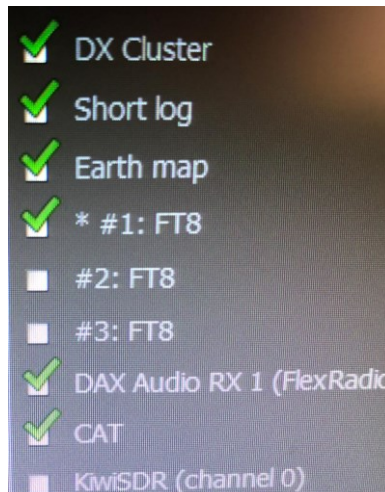 DX Cluster
Short log
Earth map
* #1: FT8
#2: FT8
#3: FT8
DAX Audio RX 1 (FlexRadio
CAT
KiwiSDR (channel 0)